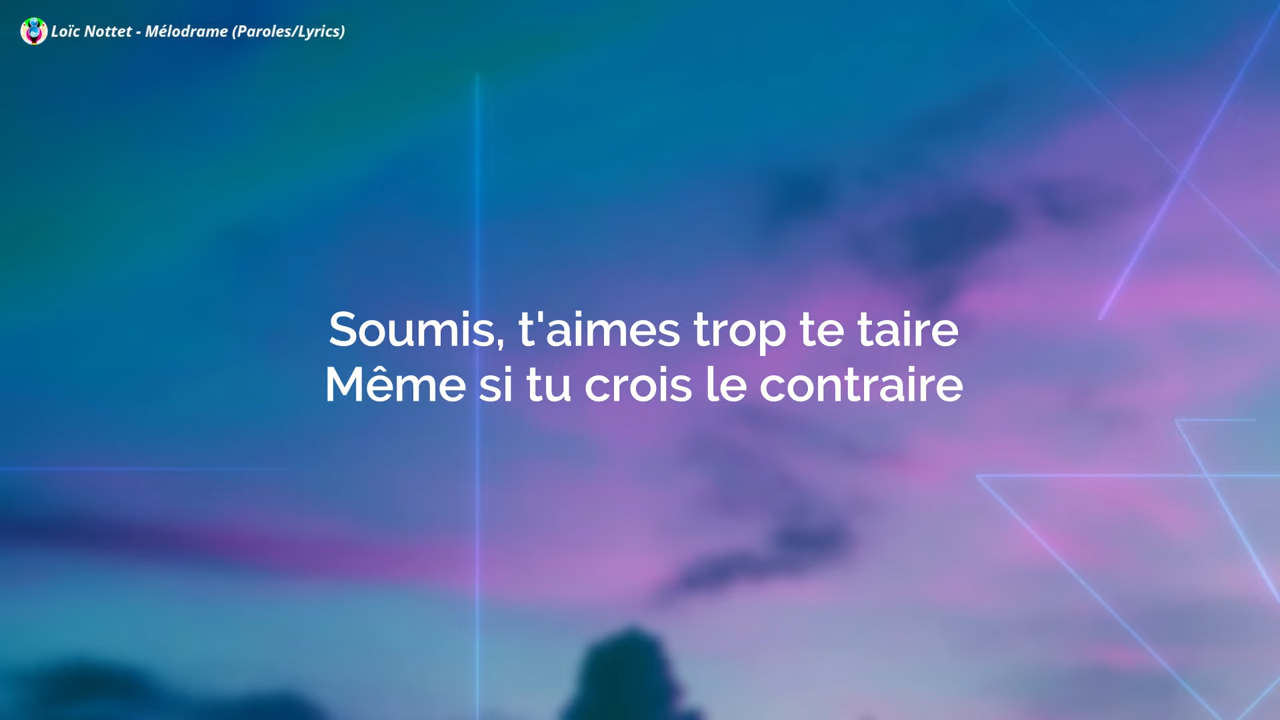 Loïc Nottet - Mélodrame (Paroles/Lyrics)
Soumis, t'aimes trop te taire
Même si tu crois le contraire